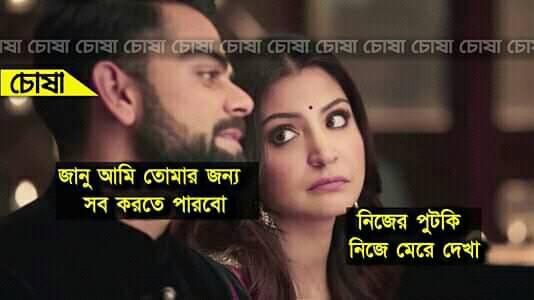 চোষা চোষা চোষা চোষা চোষা চোষা চোষা চোষা চোষা
চোষা
জানু আমি তোমার জন্য
সব করতে পারবো
নিজের পুটকি
নিজে মেরে দেখা